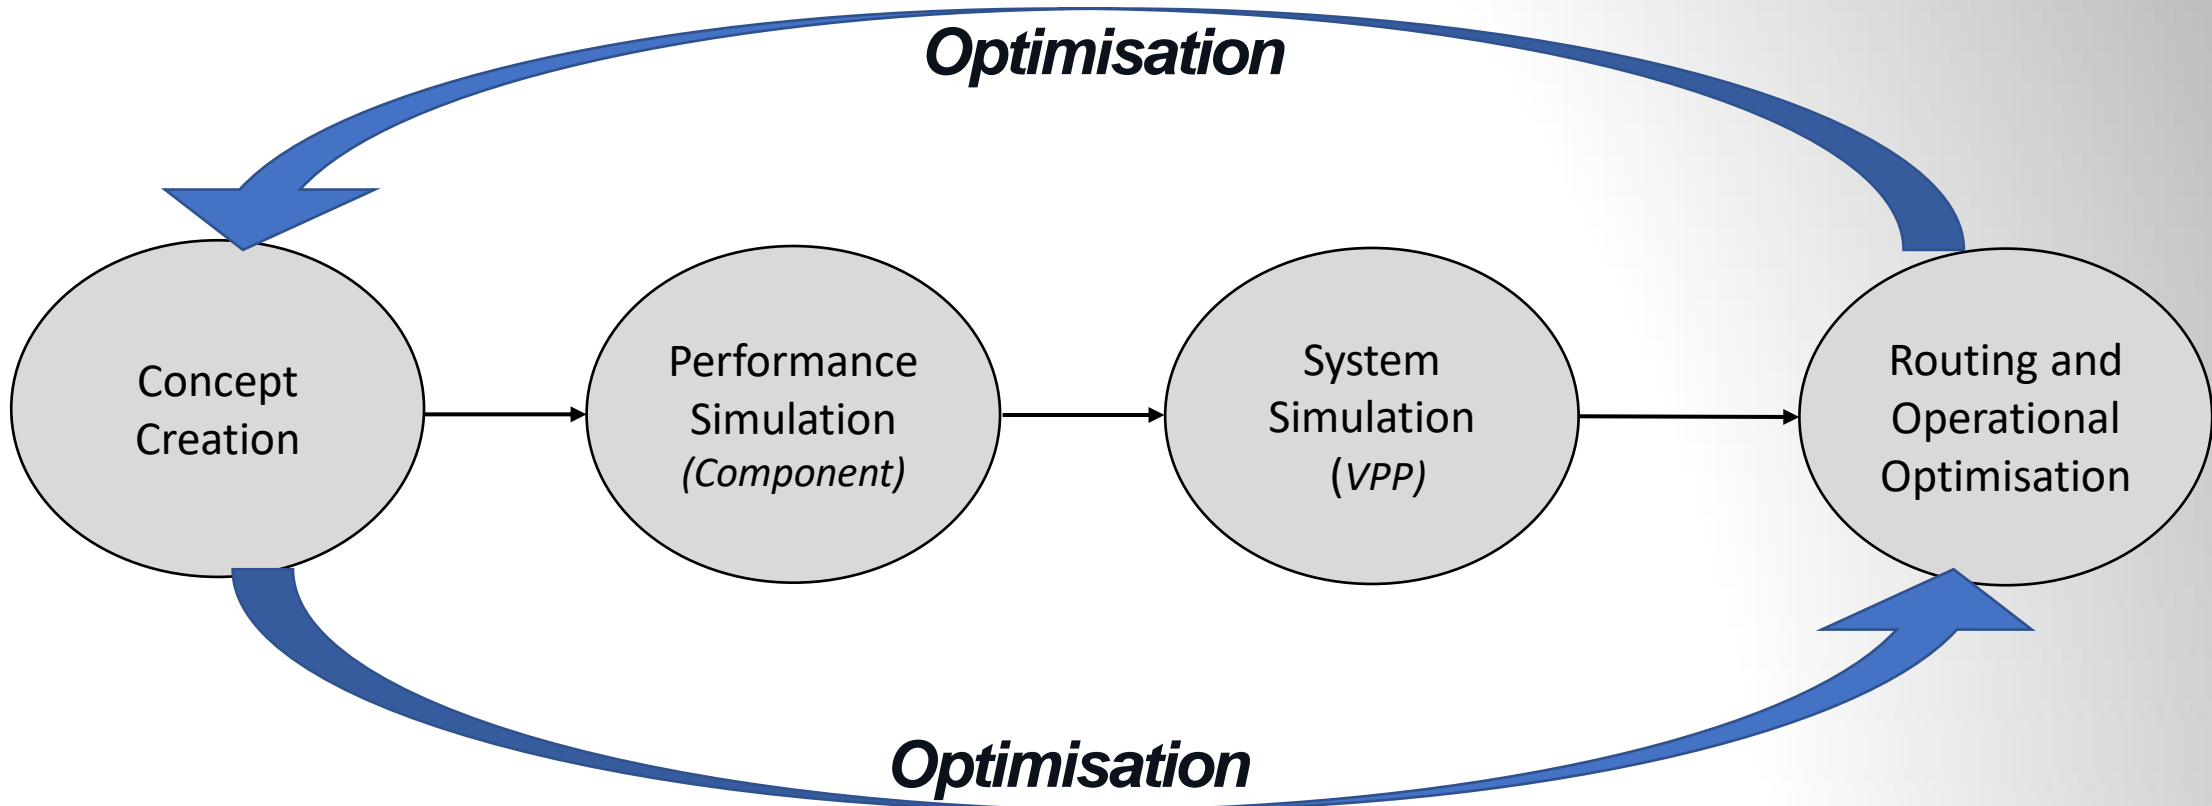 Optimisation
Concept
Creation
Performance
Simulation
(Component)
System
Simulation
(VPP)
Routing and
Operational
Optimisation
Optimisation